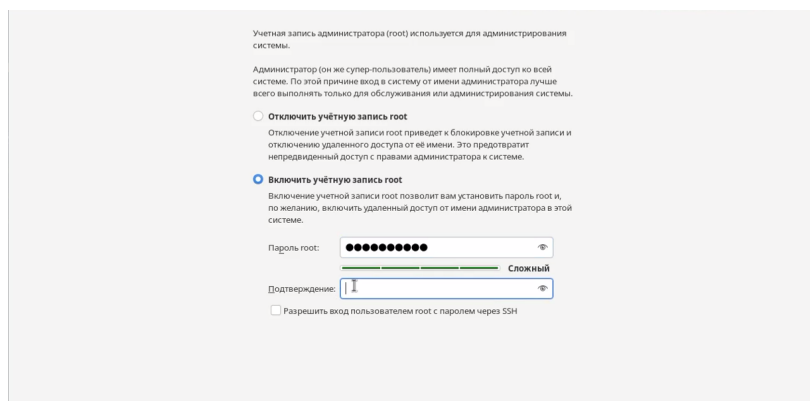 Учетная запись администратора (root) используется для администрирования
системы.
Администратор (он же супер-пользователь) имеет полный доступ ко всей
системе. По этой причине вход в систему от имени администратора лучше
всего выполнять только для обслуживания или администрирования системы.
Отключить учётную запись root
Отключение учетной записи root приведет к блокировке учетной записи и
отключению удаленного доступа от её имени. Это предотвратит
непредвиденный доступ с правами администратора к системе.
Включить учётную запись root
Включение учетной записи root позволит вам установить пароль root и,
по желанию, включить удаленный доступ от имени администратора в этой
системе.
Пароль root: ●●●●●●●●●●
Сложный
Подтверждение:
Разрешить вход пользователем root с паролем через SSH